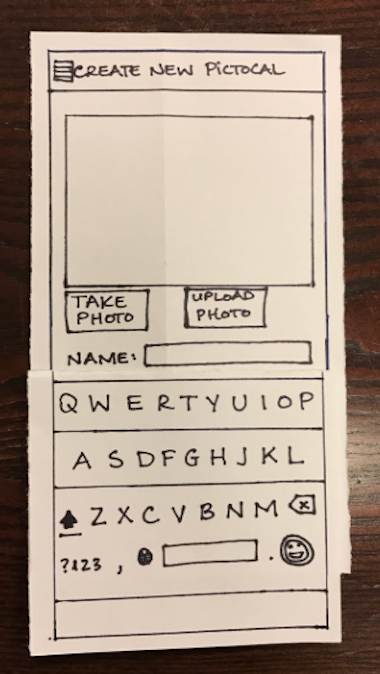 CREATE NEW PICTOCAL
TAKE PHOTO
UPLOAD PHOTO
NAME:
Q W E R T Y U I O P
A S D F G H J K L
Z X C V B N M
?123 , .